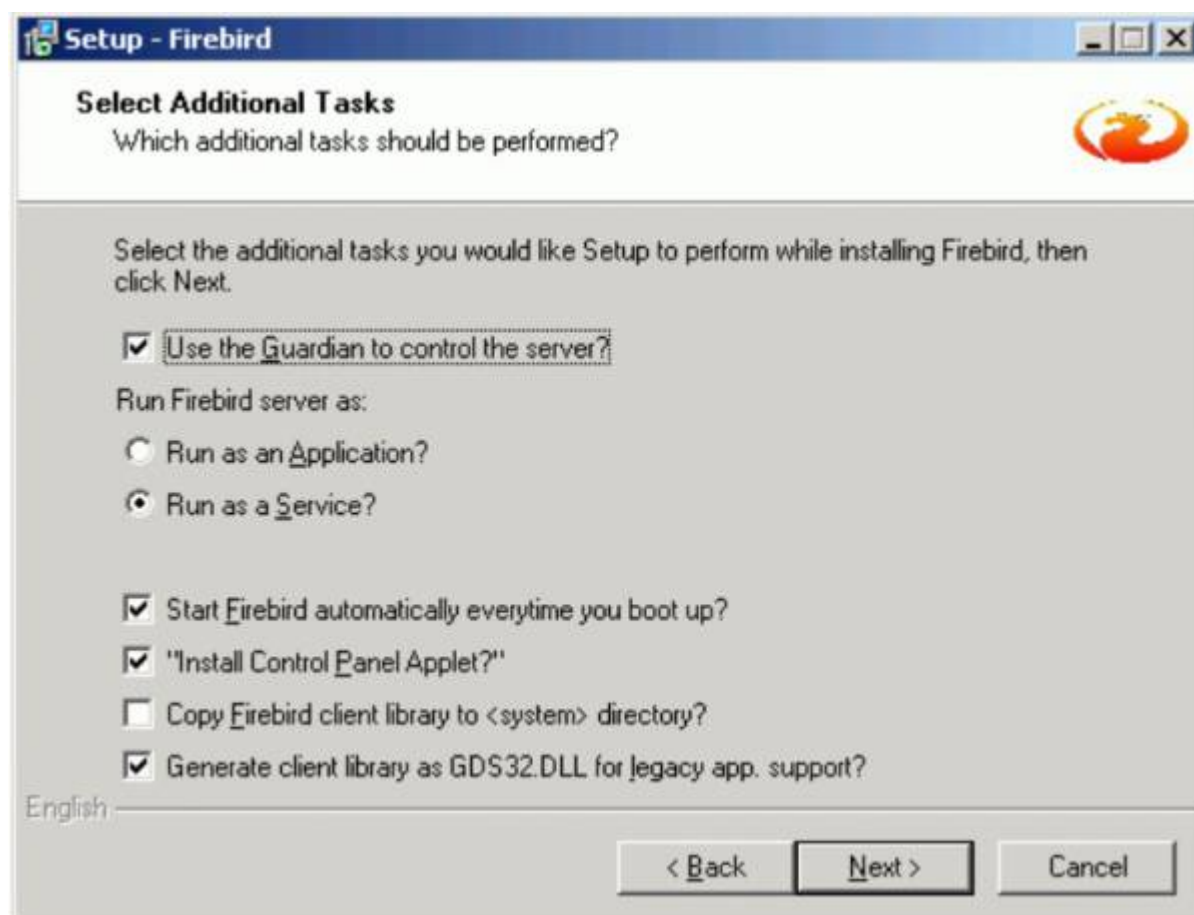 Setup - Firebird
Select Additional Tasks
Which additional tasks should be performed?
Select the additional tasks you would like Setup to perform while installing Firebird, then
click Next.
Use the Guardian to control the server?
Run Firebird server as:
Run as an Application?
Run as a Service?
Start Firebird automatically everytime you boot up?
"Install Control Panel Applet?"
Copy Firebird client library to <system> directory?
Generate client library as GDS32.DLL for legacy app. support?
English
< Back Next > Cancel